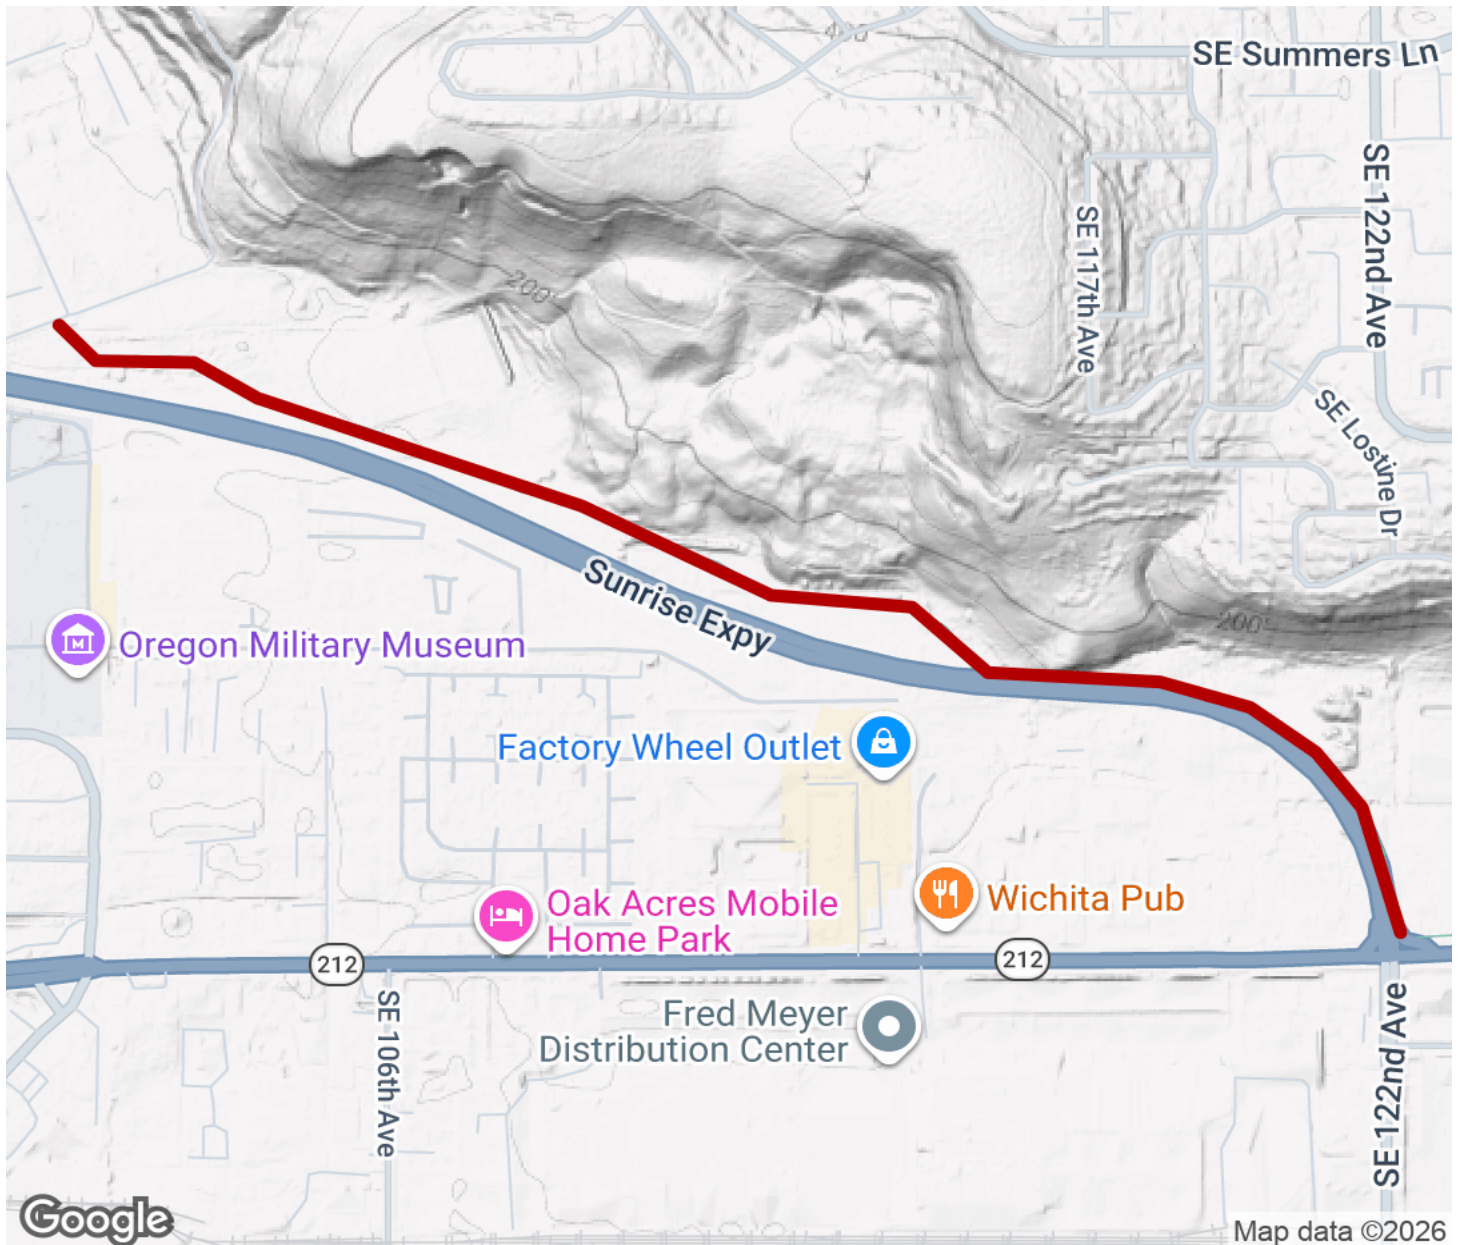 400'
SE Summers Ln
SE 122nd Ave
SE 117th Ave
200'
SE Lostine Dr
Sunrise Expy
200'
Oregon Military Museum
Factory Wheel Outlet
Oak Acres Mobile
Home Park
Wichita Pub
212
212
Fred Meyer
Distribution Center
SE 106th Ave
SE 122nd Ave
Google
Map data ©2026